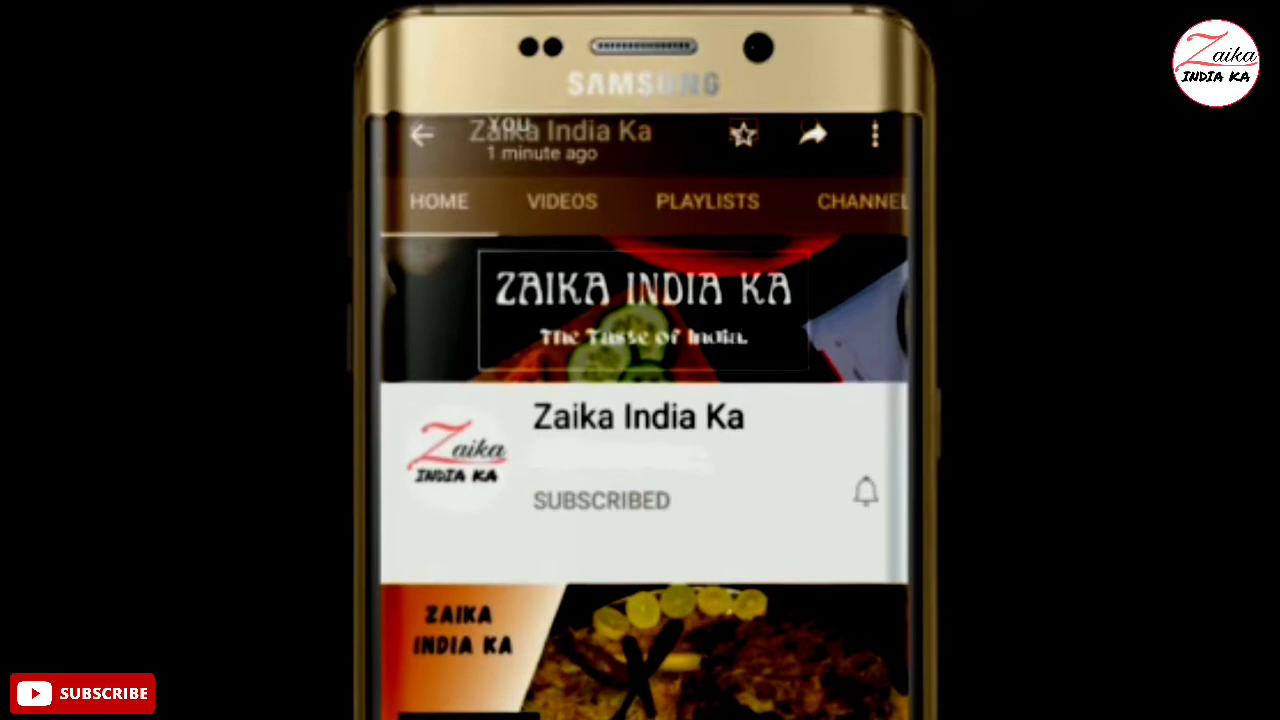 Zaika
INDIA KA
SAMSUNG
YOU
Zaika India Ka
1 minute ago
HOME VIDEOS PLAYLISTS CHANNEL
ZAIKA INDIA KA
The Taste of India.
Zaika India Ka
Zaika
INDIA KA
SUBSCRIBED
ZAIKA
INDIA KA
SUBSCRIBE